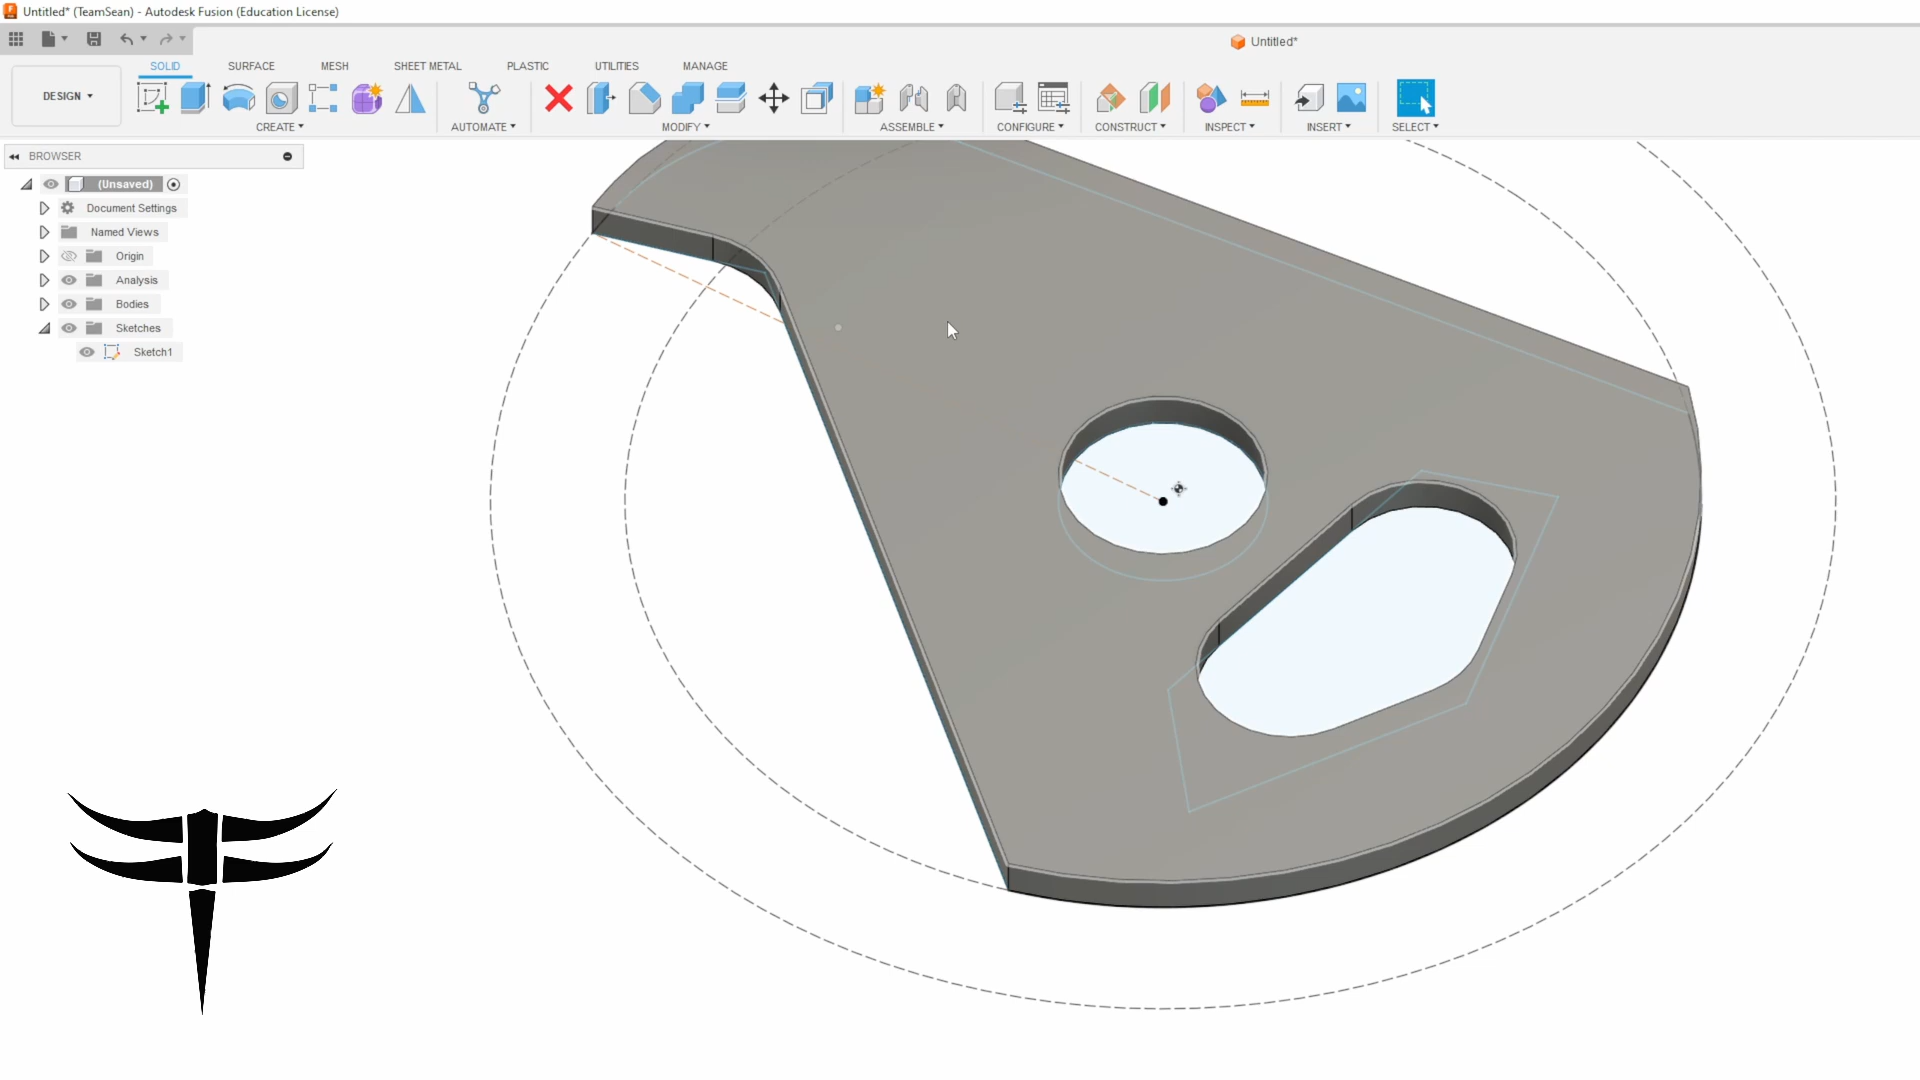 Untitled* (TeamSean) - Autodesk Fusion (Education License)
Untitled*
SOLID SURFACE MESH SHEET METAL PLASTIC UTILITIES MANAGE
DESIGN
CREATE AUTOMATE MODIFY ASSEMBLE CONFIGURE CONSTRUCT INSPECT INSERT SELECT
BROWSER
(Unsaved)
Document Settings
Named Views
Origin
Analysis
Bodies
Sketches
Sketch1